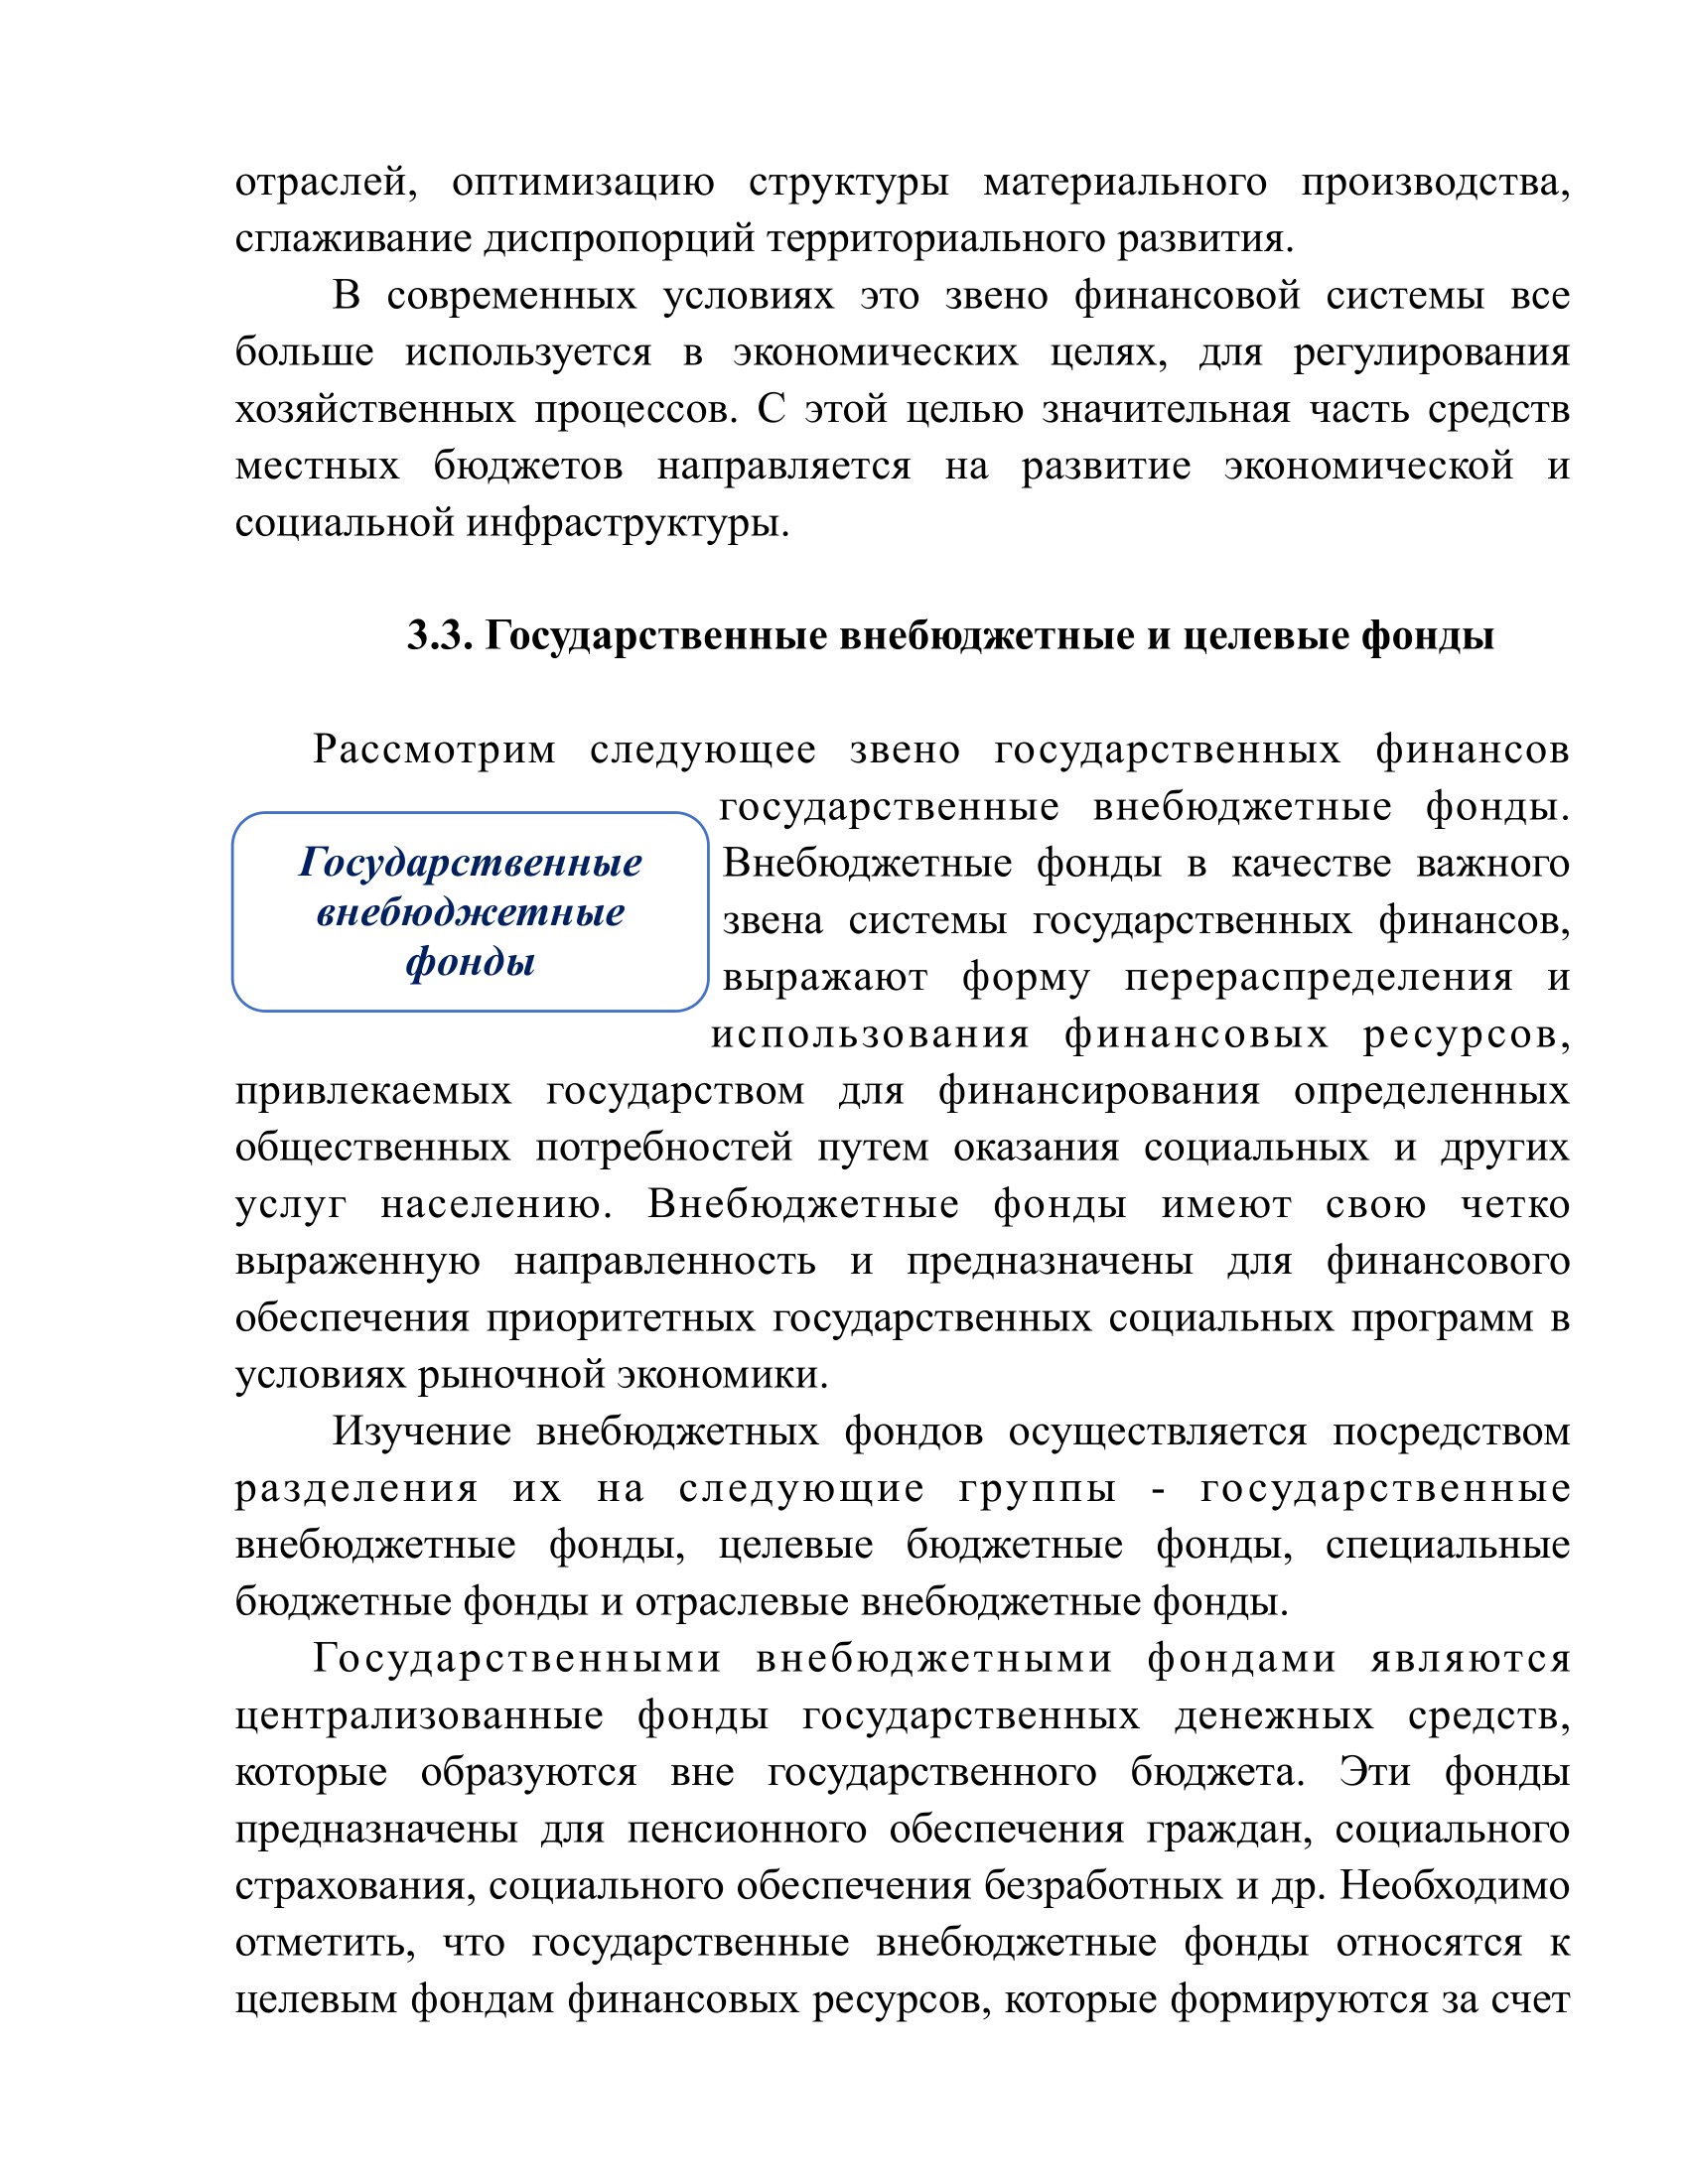 отраслей, оптимизацию структуры материального производства,
сглаживание диспропорций территориального развития.
В современных условиях это звено финансовой системы все
больше используется в экономических целях, для регулирования
хозяйственных процессов. С этой целью значительная часть средств
местных бюджетов направляется на развитие экономической и
социальной инфраструктуры.
3.3. Государственные внебюджетные и целевые фонды
Рассмотрим следующее звено государственных финансов
Государственные
внебюджетные
фонды
государственные внебюджетные фонды.
Внебюджетные фонды в качестве важного
звена системы государственных финансов,
выражают форму перераспределения и
использования финансовых ресурсов,
привлекаемых государством для финансирования определенных
общественных потребностей путем оказания социальных и других
услуг населению. Внебюджетные фонды имеют свою четко
выраженную направленность и предназначены для финансового
обеспечения приоритетных государственных социальных программ в
условиях рыночной экономики.
Изучение внебюджетных фондов осуществляется посредством
разделения их на следующие группы - государственные
внебюджетные фонды, целевые бюджетные фонды, специальные
бюджетные фонды и отраслевые внебюджетные фонды.
Государственными внебюджетными фондами являются
централизованные фонды государственных денежных средств,
которые образуются вне государственного бюджета. Эти фонды
предназначены для пенсионного обеспечения граждан, социального
страхования, социального обеспечения безработных и др. Необходимо
отметить, что государственные внебюджетные фонды относятся к
целевым фондам финансовых ресурсов, которые формируются за счет